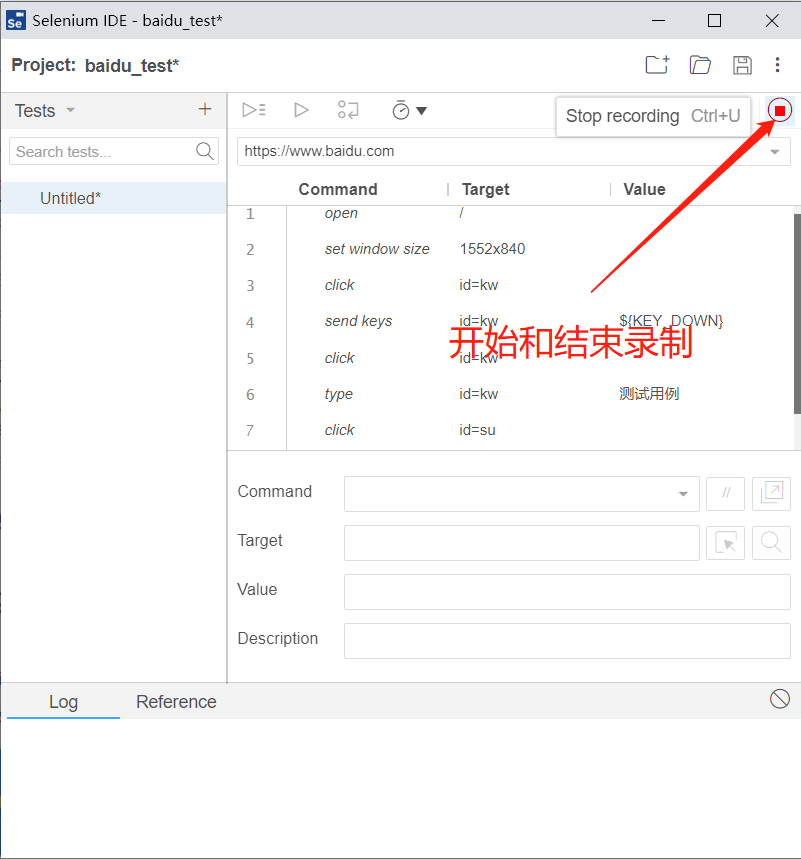 Selenium IDE - baidu_test*
Project: baidu_test*
Tests
Stop recording Ctrl+U
Search tests...
https://www.baidu.com
Untitled*
Command Target Value
1 open /
2 set window size 1552x840
3 click id=kw
4 send keys id=kw ${KEY_DOWN}
开始和结束录制
5 click id=kw
6 type id=kw 测试用例
7 click id=su
Command //
Target
Value
Description
Log Reference